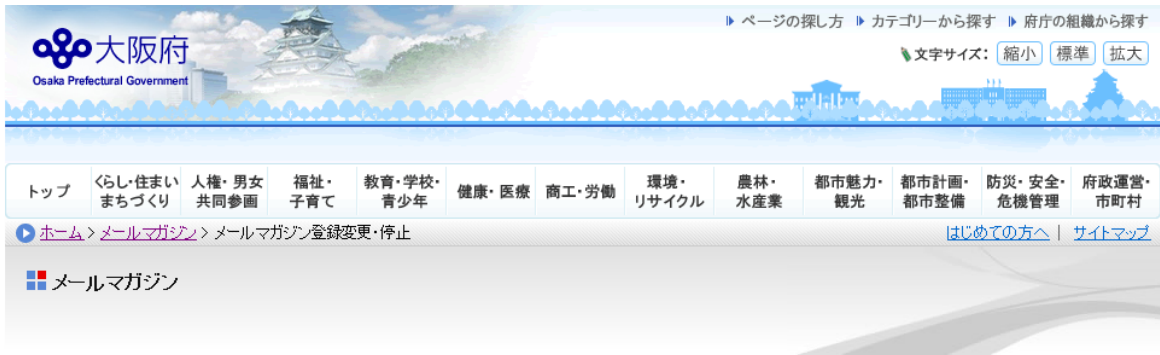 ページの探し方 カテゴリーから探す 府庁の組織から探す
大阪府
Osaka Prefectural Government
文字サイズ: 縮小 標準 拡大
トップ
くらし・住まい
まちづくり
人権・男女
共同参画
福祉・
子育て
教育・学校・
青少年
健康・医療
商工・労働
環境・
リサイクル
農林・
水産業
都市魅力・
観光
都市計画・
都市整備
防災・安全・
危機管理
府政運営・
市町村
ホーム > メールマガジン > メールマガジン登録変更・停止
はじめての方へ | サイトマップ
メールマガジン